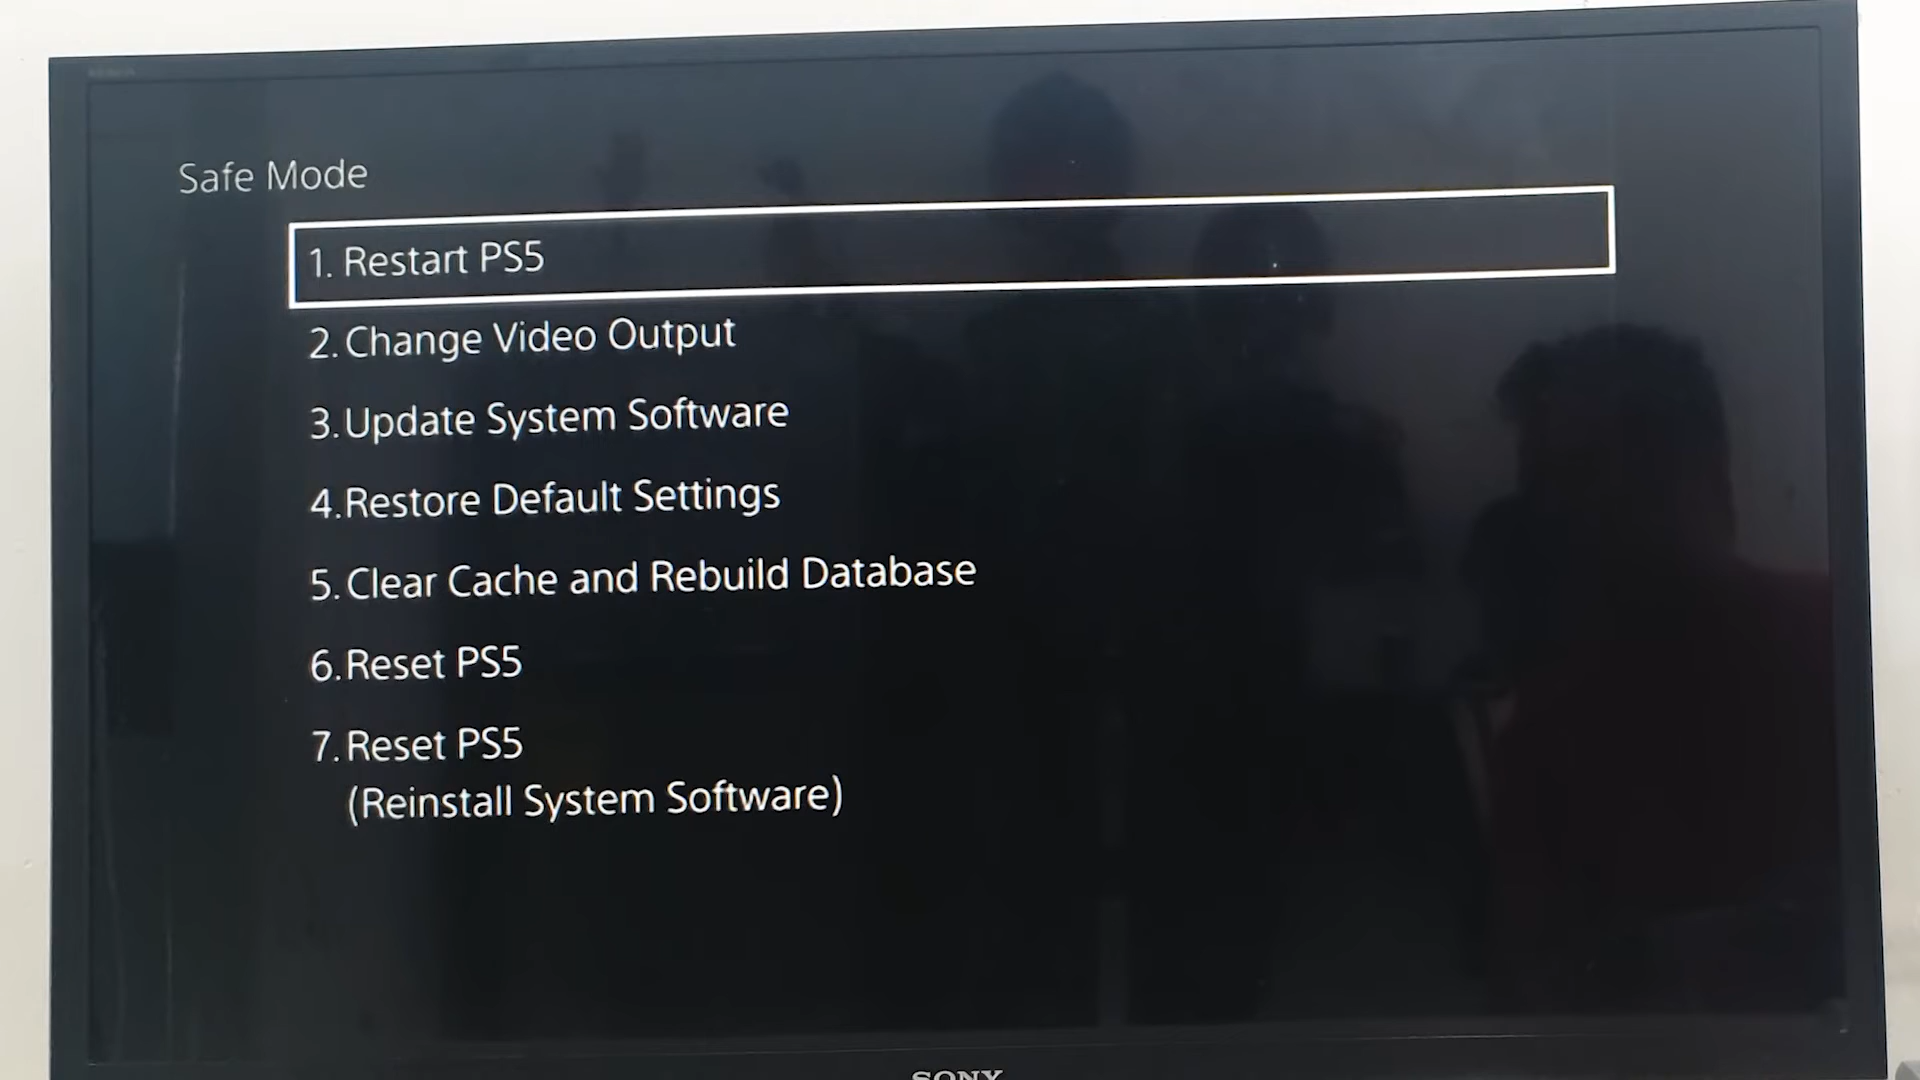 Safe Mode
1. Restart PS5
2. Change Video Output
3. Update System Software
4. Restore Default Settings
5. Clear Cache and Rebuild Database
6. Reset PS5
7. Reset PS5
(Reinstall System Software)
SONY